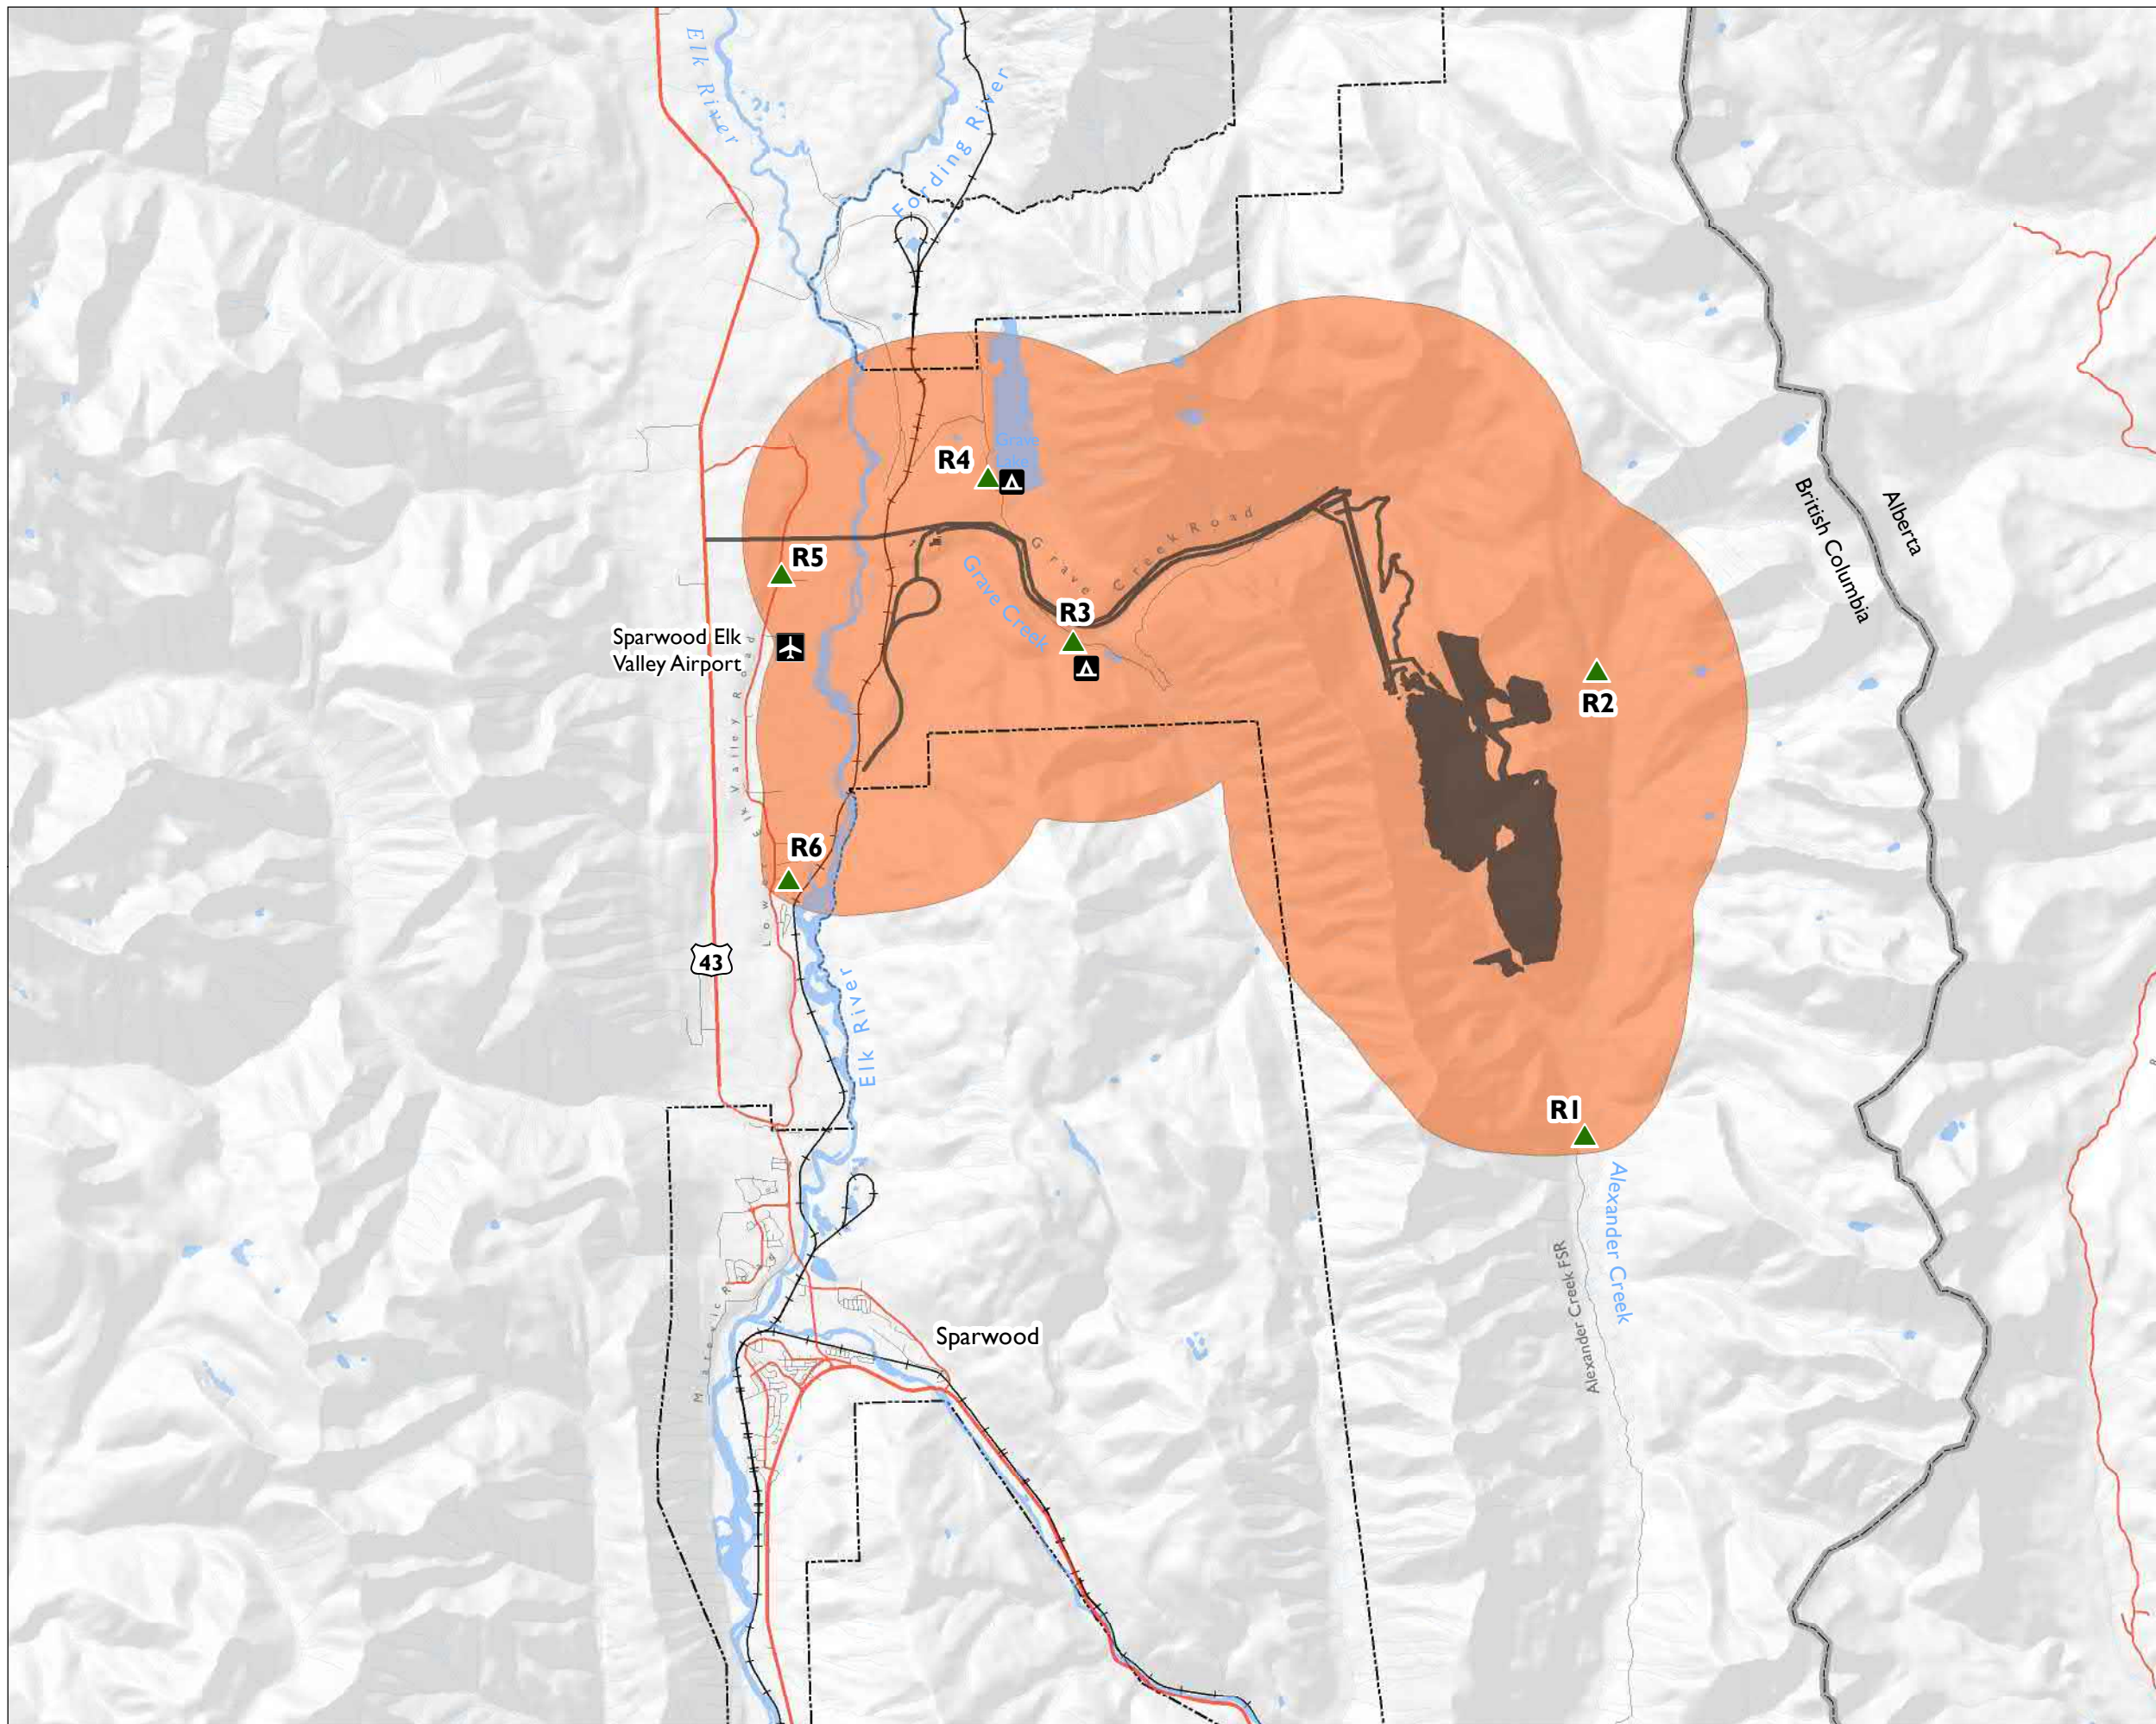 Elk River
Fording River
Grave
Lake
R4
Grave Creek Road
Alberta
British Columbia
R5
Grave Creek
R3
Sparwood Elk
Valley Airport
R2
Lower Elk Valley Road
R6
43
Elk River
R1
Alexander Creek
Alexander Creek FSR
Sparwood